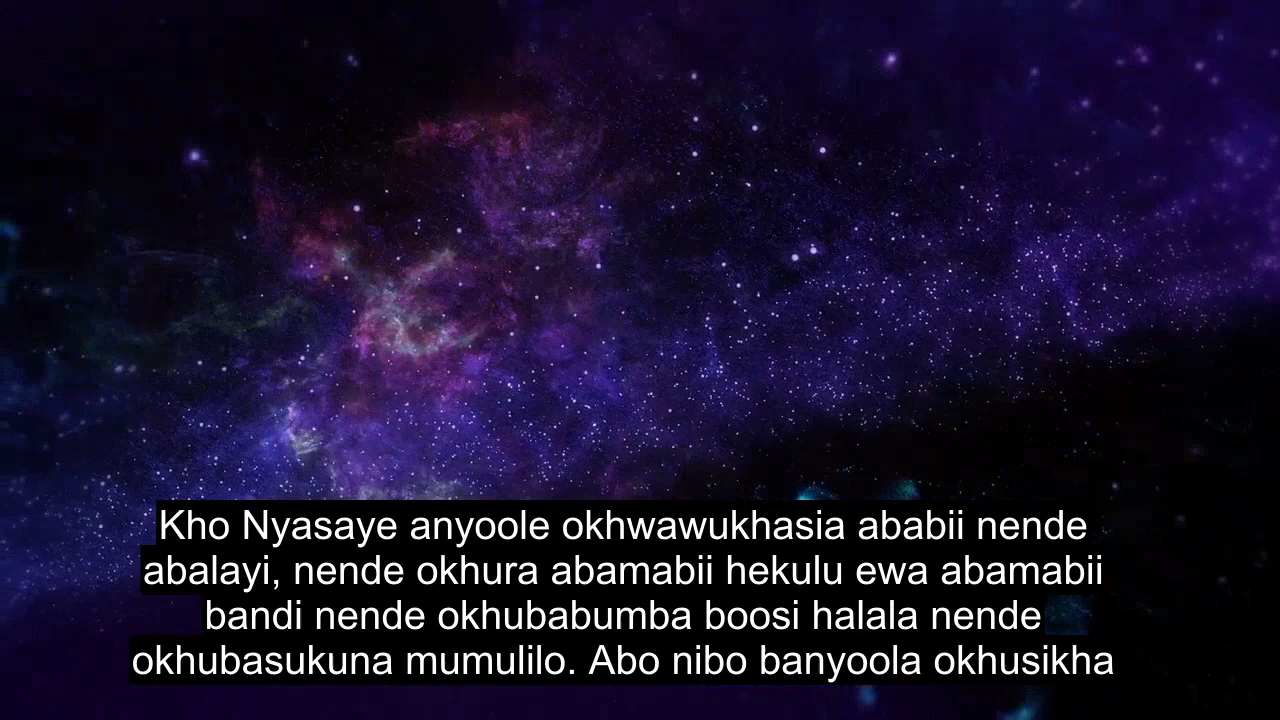 Kho Nyasaye anyoole okhwawukhasia ababii nende
abalayi, nende okhura abamabii hekulu ewa abamabii
bandi nende okhubabumba boosi halala nende
okhubasukuna mumulilo. Abo nibo banyoola okhusikha